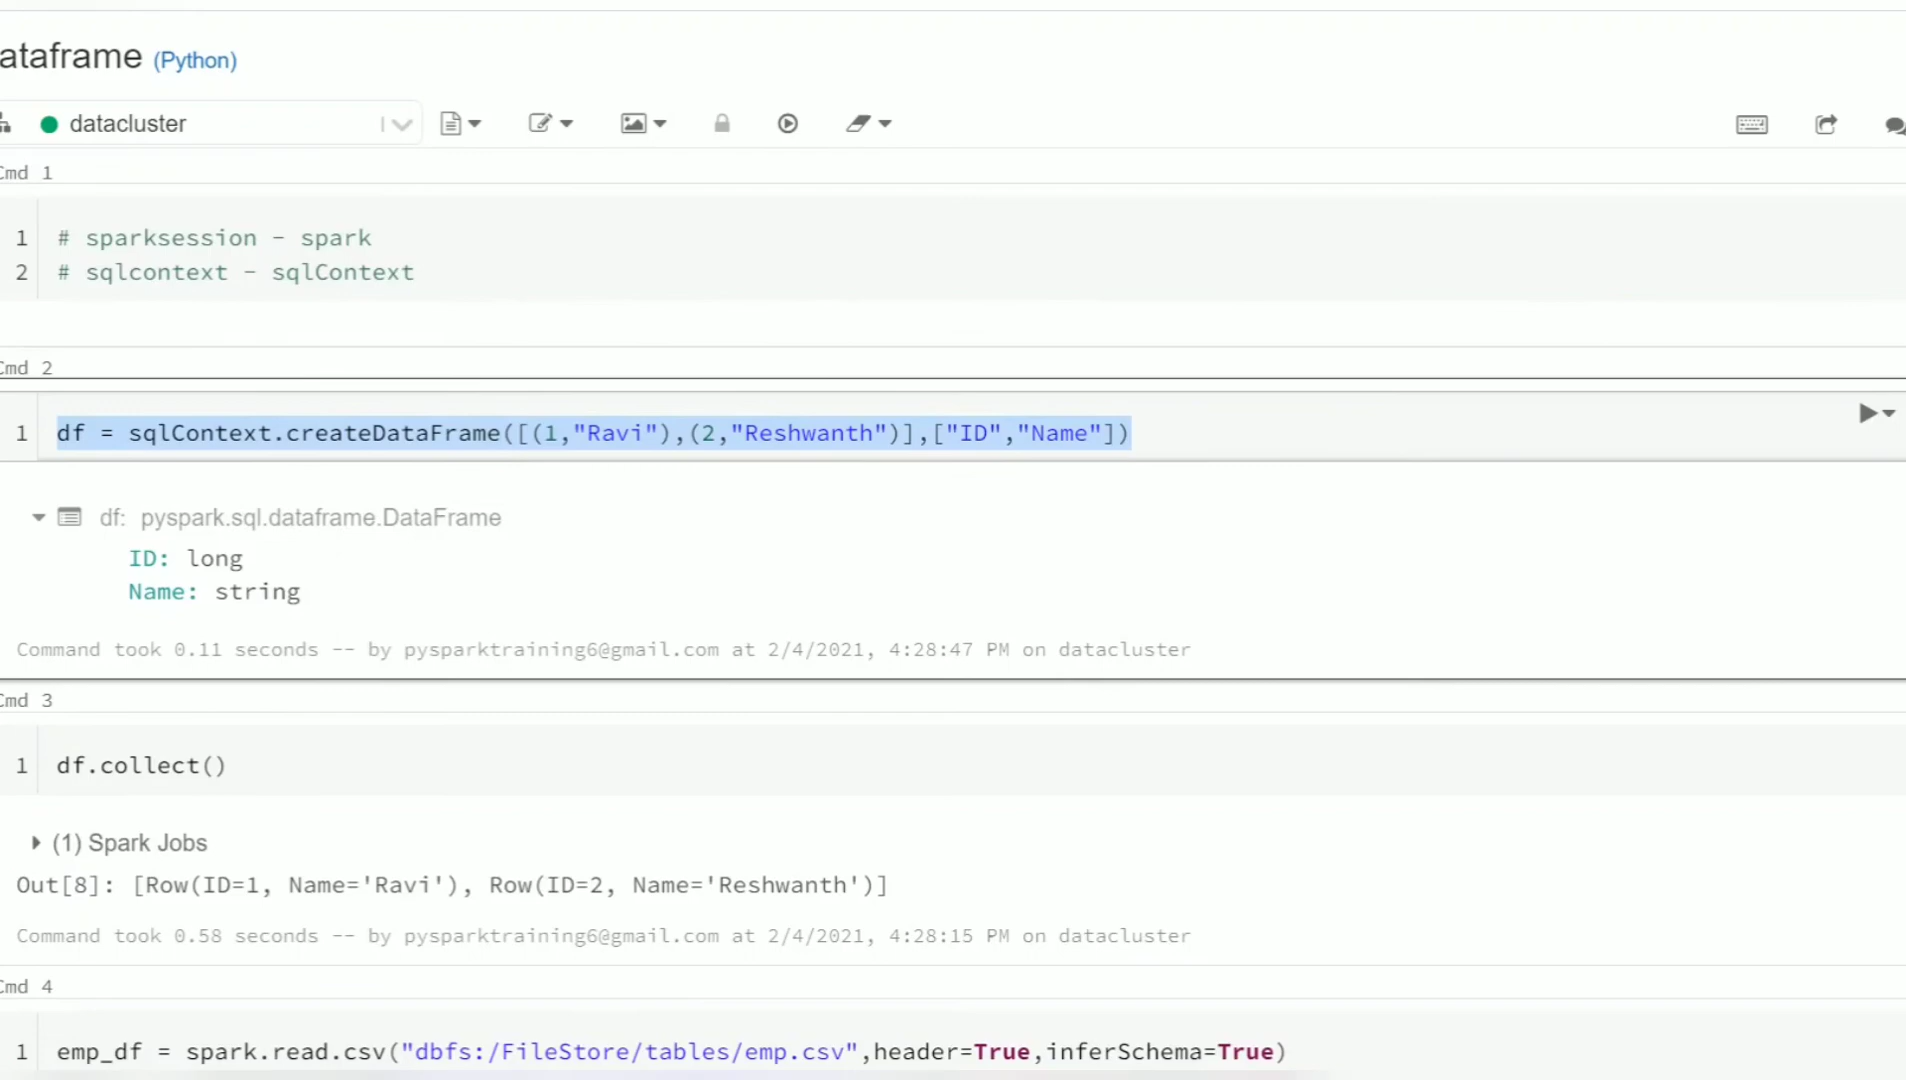 ataframe (Python)
datacluster
Cmd 1
1 # sparksession - spark
2 # sqlcontext - sqlContext
Cmd 2
1 df = sqlContext.createDataFrame([(1,"Ravi"),(2,"Reshwanth")],["ID","Name"])
df: pyspark.sql.dataframe.DataFrame
ID: long
Name: string
Command took 0.11 seconds -- by pysparktraining6@gmail.com at 2/4/2021, 4:28:47 PM on datacluster
Cmd 3
1 df.collect()
(1) Spark Jobs
Out[8]: [Row(ID=1, Name='Ravi'), Row(ID=2, Name='Reshwanth')]
Command took 0.58 seconds -- by pysparktraining6@gmail.com at 2/4/2021, 4:28:15 PM on datacluster
Cmd 4
1 emp_df = spark.read.csv("dbfs:/FileStore/tables/emp.csv",header=True,inferSchema=True)